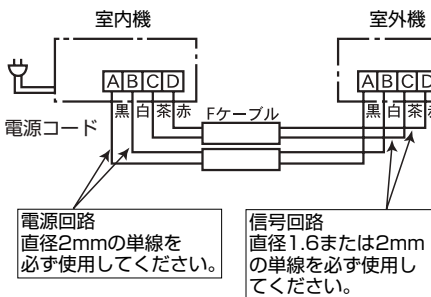 室内機
室外機
A B C D
A B C D
黒 白 茶 赤
黒 白 茶 赤
Fケーブル
電源コード
電源回路
直径2mmの単線を
必ず使用してください。
信号回路
直径1.6または2mm
の単線を必ず使用し
てください。